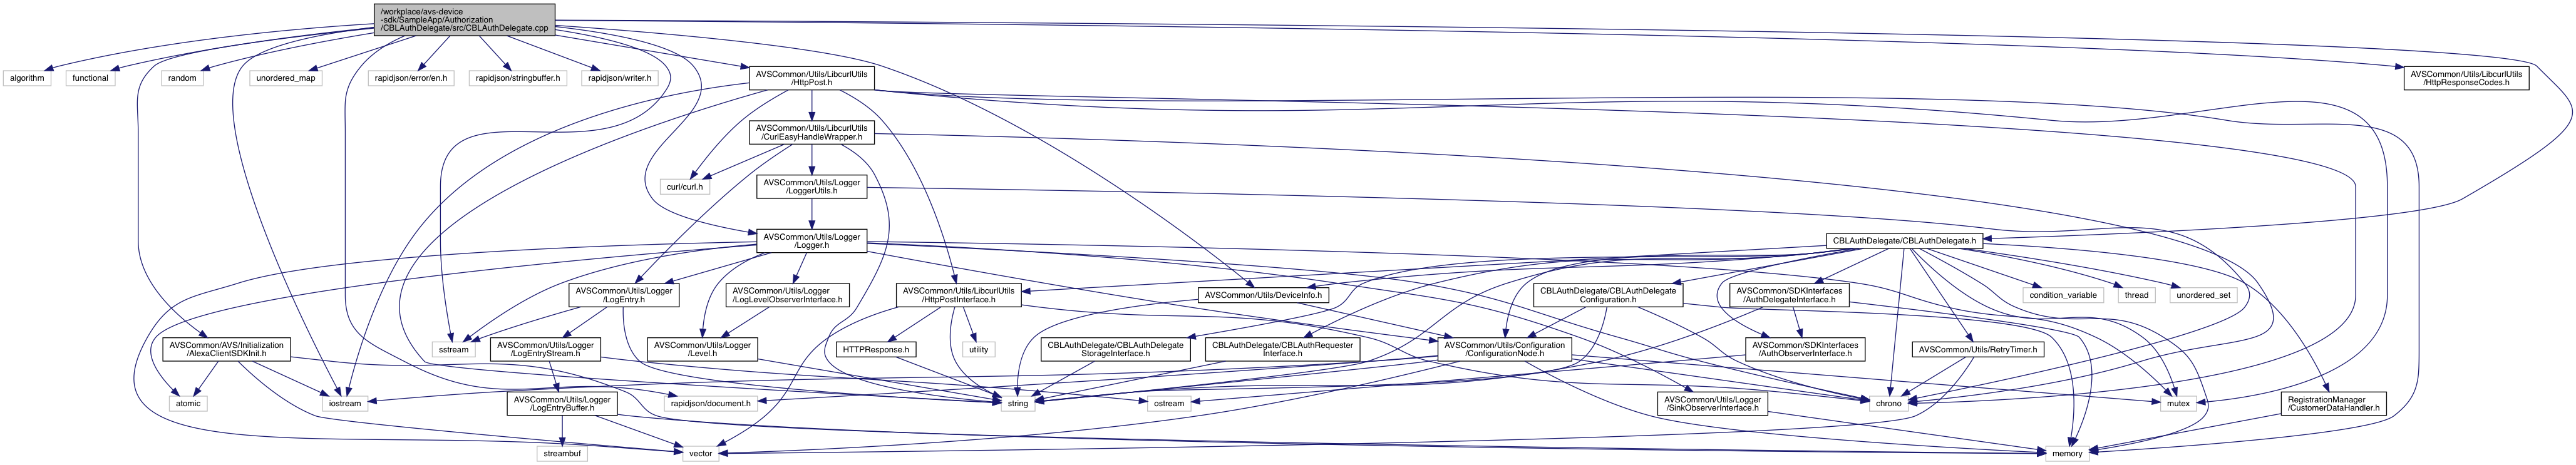 /workplace/avs-device
-sdk/SampleApp/Authorization
/CBLAuthDelegate/src/CBLAuthDelegate.cpp
algorithm
functional
random
unordered_map
rapidjson/error/en.h
rapidjson/stringbuffer.h
rapidjson/writer.h
AVSCommon/Utils/LibcurlUtils
/HttpPost.h
AVSCommon/Utils/LibcurlUtils
/HttpResponseCodes.h
AVSCommon/Utils/LibcurlUtils
/CurlEasyHandleWrapper.h
curl/curl.h
AVSCommon/Utils/Logger
/LoggerUtils.h
AVSCommon/Utils/Logger
/Logger.h
CBLAuthDelegate/CBLAuthDelegate.h
AVSCommon/Utils/Logger
/LogEntry.h
AVSCommon/Utils/Logger
/LogLevelObserverInterface.h
AVSCommon/Utils/LibcurlUtils
/HttpPostInterface.h
AVSCommon/Utils/DeviceInfo.h
CBLAuthDelegate/CBLAuthDelegate
Configuration.h
AVSCommon/SDKInterfaces
/AuthDelegateInterface.h
condition_variable
thread
unordered_set
AVSCommon/AVS/Initialization
/AlexaClientSDKInit.h
sstream
AVSCommon/Utils/Logger
/LogEntryStream.h
AVSCommon/Utils/Logger
/Level.h
HTTPResponse.h
utility
CBLAuthDelegate/CBLAuthDelegate
StorageInterface.h
CBLAuthDelegate/CBLAuthRequester
Interface.h
AVSCommon/Utils/Configuration
/ConfigurationNode.h
AVSCommon/SDKInterfaces
/AuthObserverInterface.h
AVSCommon/Utils/RetryTimer.h
atomic
iostream
AVSCommon/Utils/Logger
/LogEntryBuffer.h
rapidjson/document.h
string
ostream
AVSCommon/Utils/Logger
/SinkObserverInterface.h
chrono
mutex
RegistrationManager
/CustomerDataHandler.h
streambuf
vector
memory